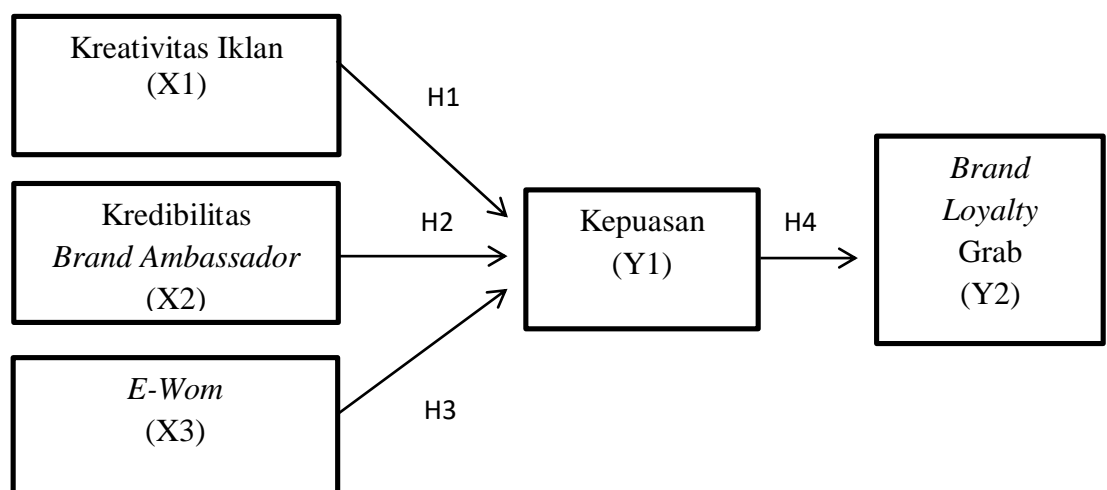 Kreativitas Iklan
(X1)
H1
Kredibilitas
Brand Ambassador
(X2)
H2
E-Wom
(X3)
H3
Kepuasan
(Y1)
H4
Brand
Loyalty
Grab
(Y2)